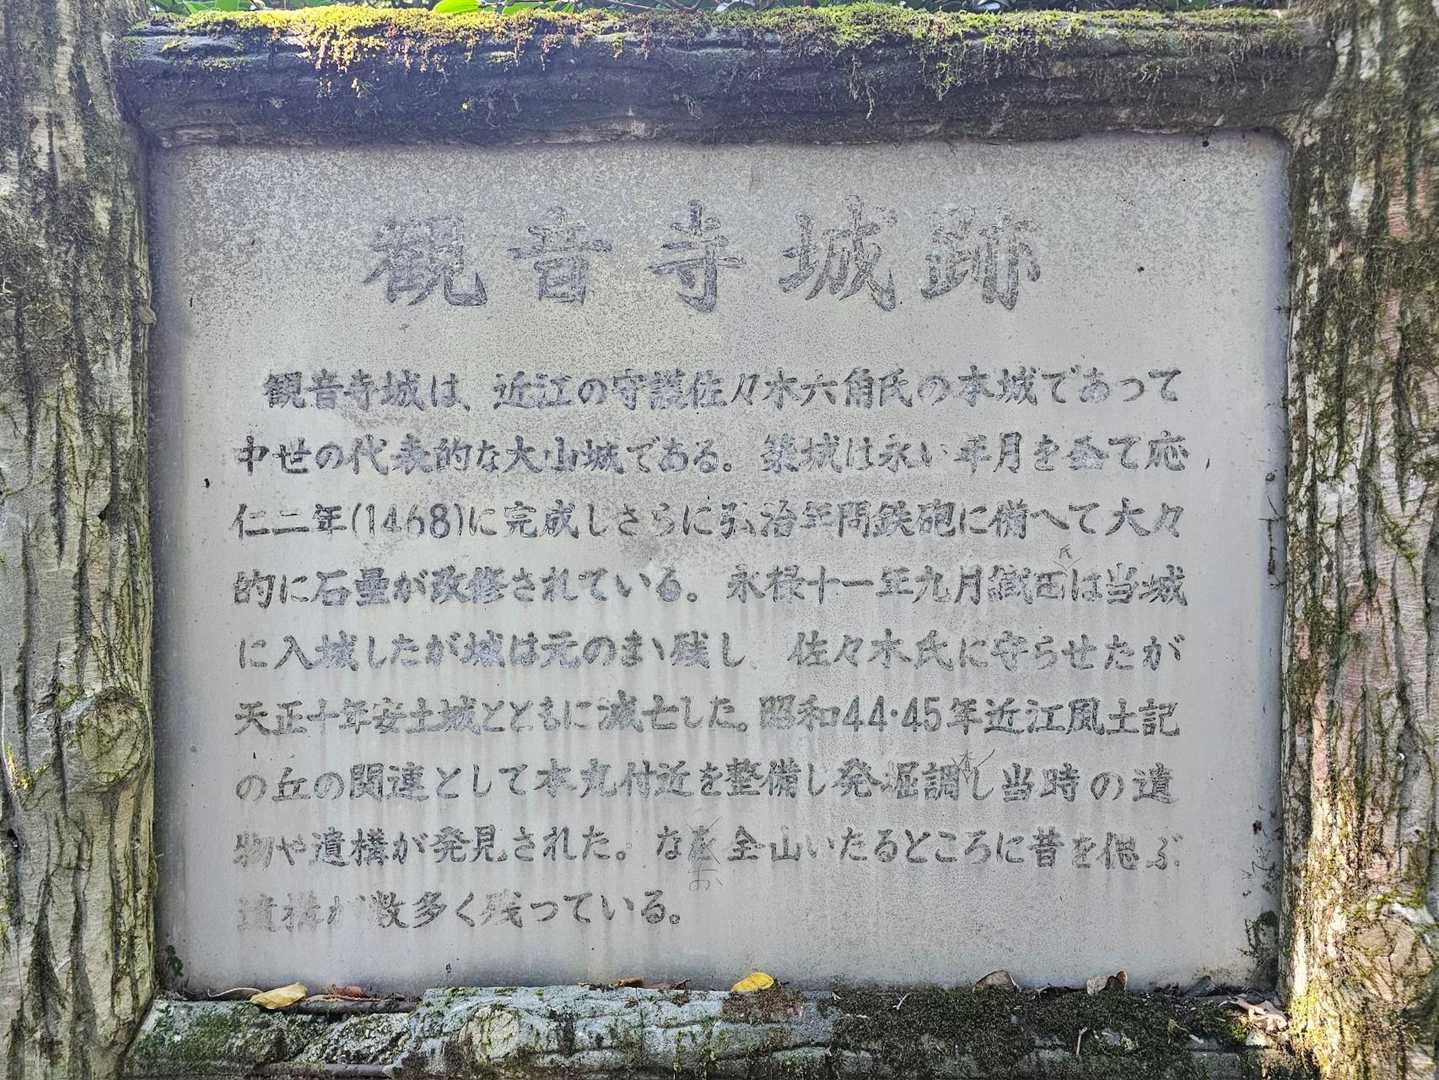 観音寺城跡
観音寺城は、近江の守護佐々木六角氏の本城であって
中世の代表的な大山城である。築城は永い年月を全て応
仁二年(1468)に完成しさらに弘治年間鉄砲に備へて大々
的に石畳が改修されている。永禄十一年九月織田は当城
氏
に入城したが城は元のまゝ残し、佐々木氏に守らせたが
天正十年安土城とともに滅亡した。昭和44・45年近江風土記
の丘の関連として本丸付近を整備し発掘調し当時の遺
物や遺構が発見された。なを全山いたるところに昔を偲ぶ
お
遺構が数多く残っている。